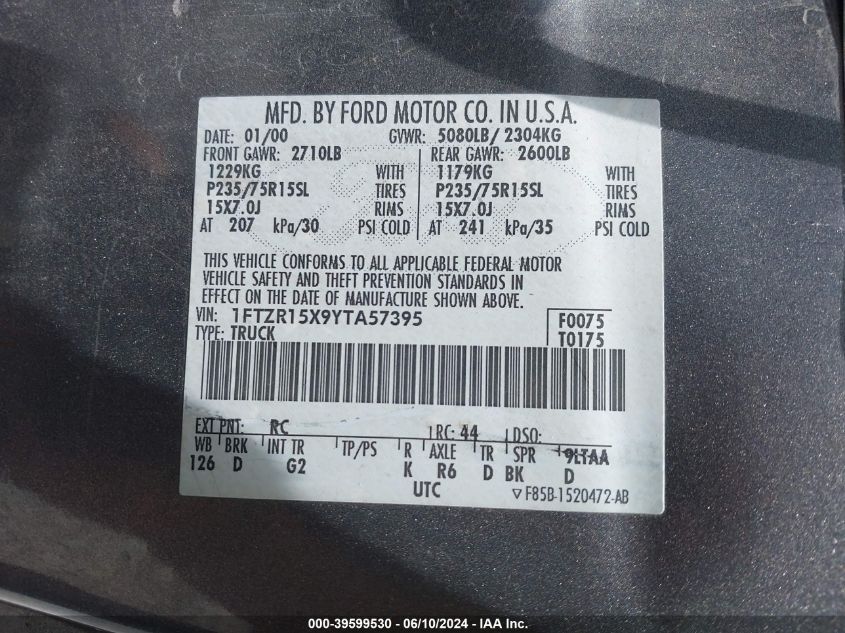 MFD. BY FORD MOTOR CO. IN U.S.A.
DATE: 01/00 GVWR: 5080LB/ 2304KG
FRONT GAWR: 2710LB REAR GAWR: 2600LB
1229KG WITH 1179KG WITH
P235/75R15SL TIRES P235/75R15SL TIRES
15X7.0J RIMS 15X7.0J RIMS
AT 207 kPa/30 PSI COLD AT 241 kPa/35 PSI COLD
THIS VEHICLE CONFORMS TO ALL APPLICABLE FEDERAL MOTOR
VEHICLE SAFETY AND THEFT PREVENTION STANDARDS IN
EFFECT ON THE DATE OF MANUFACTURE SHOWN ABOVE.
VIN: 1FTZR15X9YTA57395 F0075
TYPE: TRUCK T0175
EXT PNT: RC RC: 44 DSO:
WB BRK INT TR TP/PS R AXLE TR SPR 9LTAA
126 D G2 K R6 D BK D
UTC ▽F85B-1520472-AB
000-39599530 - 06/10/2024 - IAA Inc.